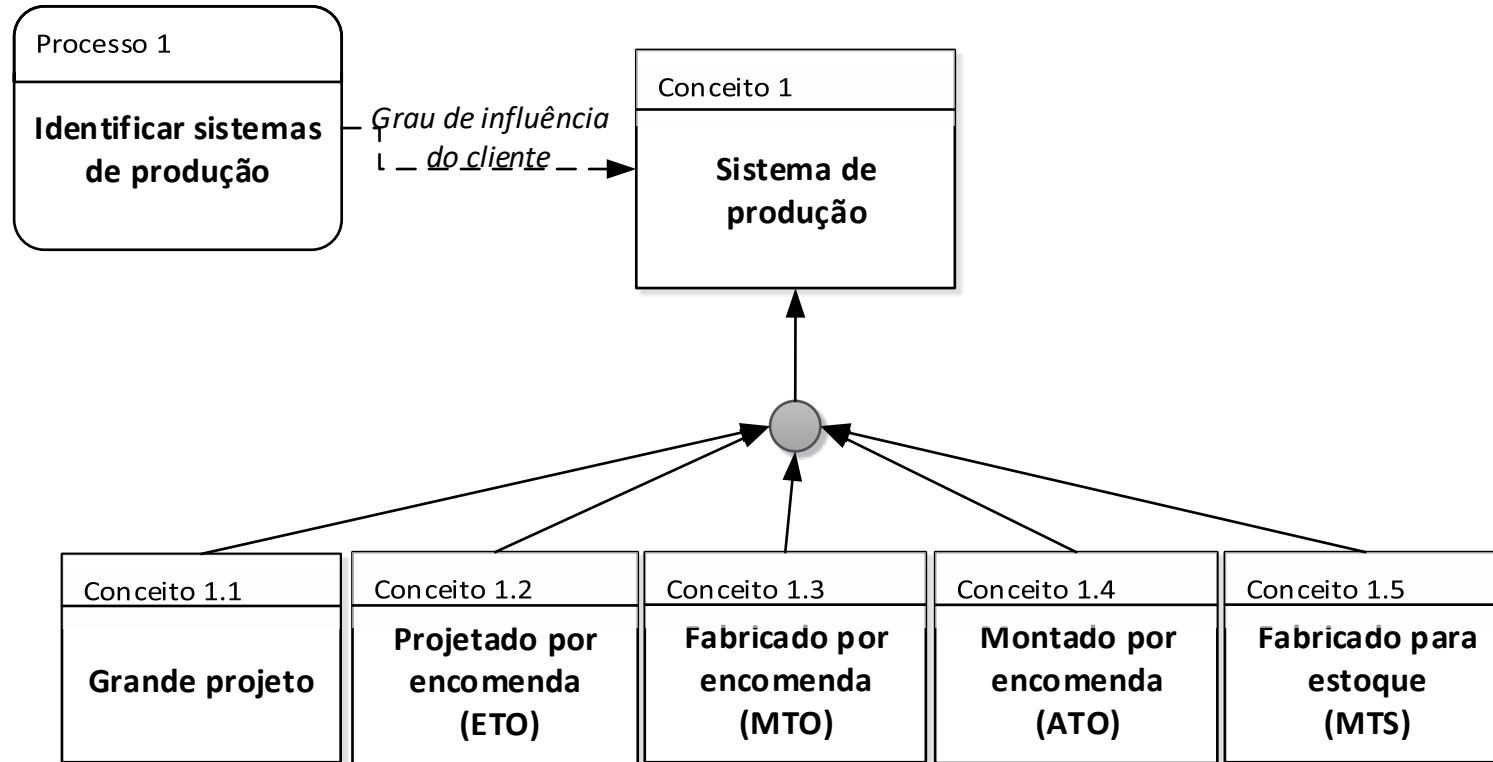 Processo 1
Identificar sistemas
de produção
Grau de influência
do cliente
Conceito 1
Sistema de
produção
Conceito 1.1
Grande projeto
Conceito 1.2
Projetado por
encomenda
(ETO)
Conceito 1.3
Fabricado por
encomenda
(MTO)
Conceito 1.4
Montado por
encomenda
(ATO)
Conceito 1.5
Fabricado para
estoque
(MTS)